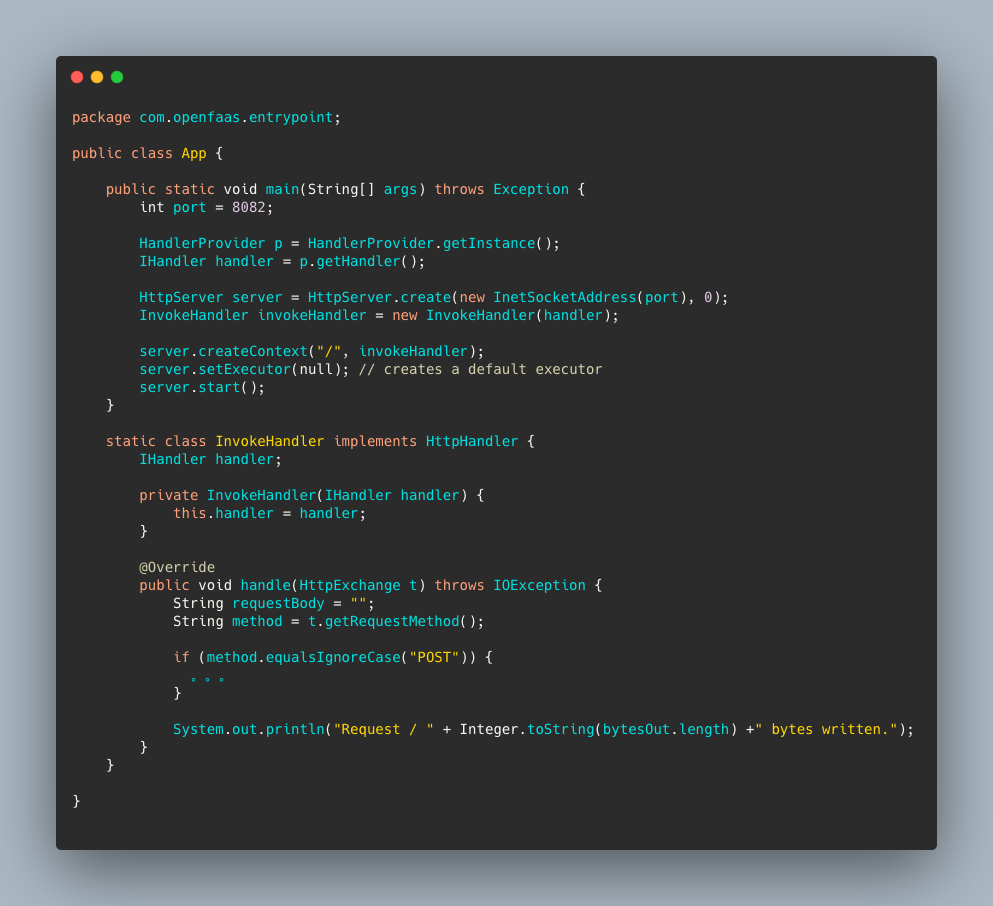 package com.openfaas.entrypoint;
public class App {
public static void main(String[] args) throws Exception {
int port = 8082;
HandlerProvider p = HandlerProvider.getInstance();
IHandler handler = p.getHandler();
HttpServer server = HttpServer.create(new InetSocketAddress(port), 0);
InvokeHandler invokeHandler = new InvokeHandler(handler);
server.createContext("/", invokeHandler);
server.setExecutor(null); // creates a default executor
server.start();
}
static class InvokeHandler implements HttpHandler {
IHandler handler;
private InvokeHandler(IHandler handler) {
this.handler = handler;
}
@Override
public void handle(HttpExchange t) throws IOException {
String requestBody = "";
String method = t.getRequestMethod();
if (method.equalsIgnoreCase("POST")) {
° ° °
}
System.out.println("Request / " + Integer.toString(bytesOut.length) +" bytes written.");
}
}
}